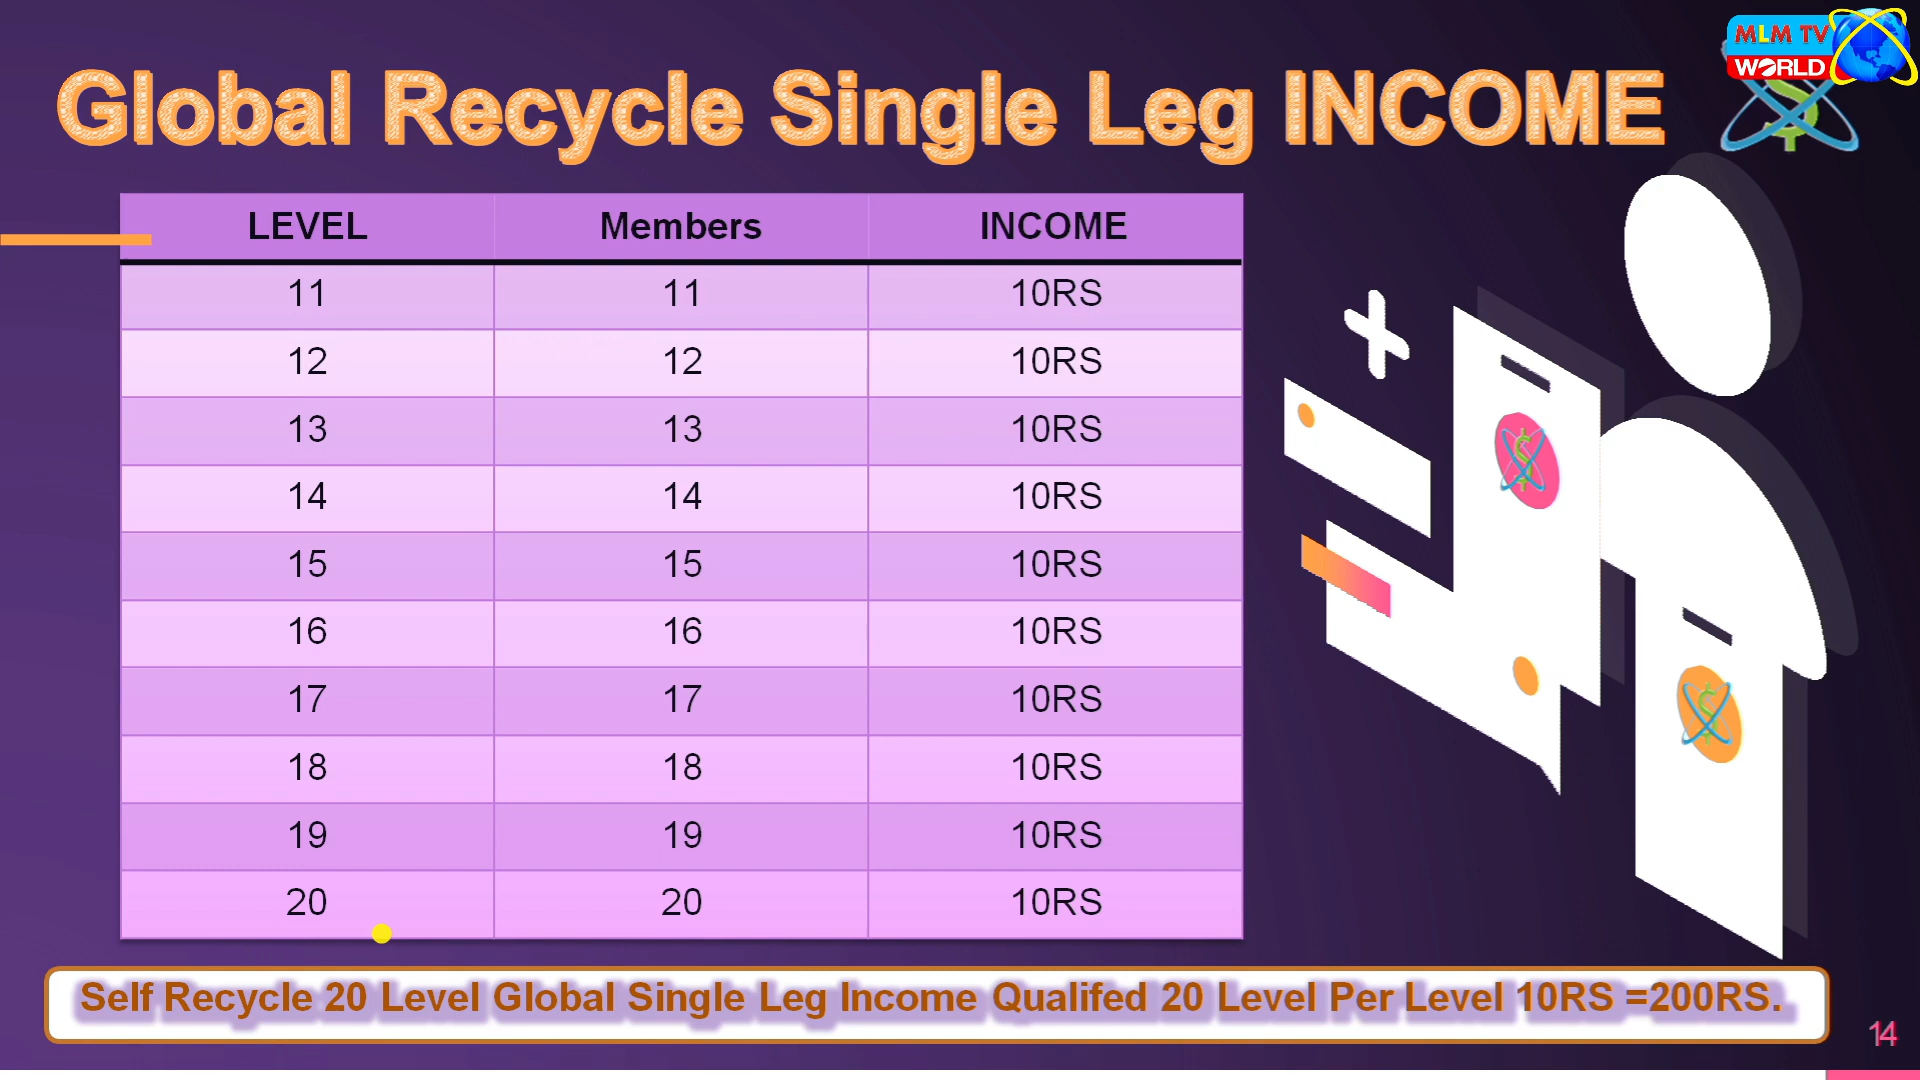 MLM TV
WORLD
Global Recycle Single Leg INCOME
LEVEL Members INCOME
11 11 10RS
12 12 10RS
13 13 10RS
14 14 10RS
15 15 10RS
16 16 10RS
17 17 10RS
18 18 10RS
19 19 10RS
20 20 10RS
Self Recycle 20 Level Global Single Leg Income Qualifed 20 Level Per Level 10RS =200RS.
14